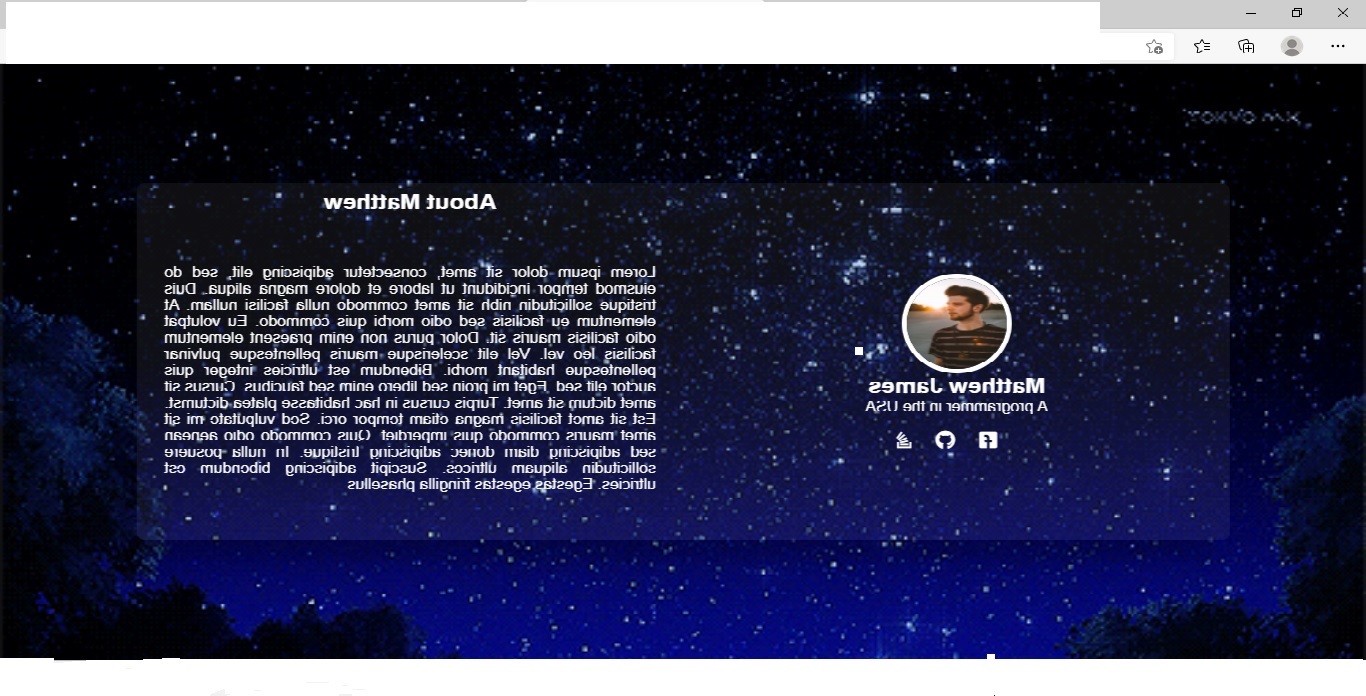 TOKYO MX
About Matthew
Lorem ipsum dolor sit amet, consectetur adipiscing elit, sed do
eiusmod tempor incididunt ut labore et dolore magna aliqua. Duis
tristique sollicitudin nibh sit amet commodo nulla facilisi nullam. At
elementum eu facilisis sed odio morbi quis commodo. Eu volutpat
odio facilisis mauris sit. Dolor purus non enim praesent elementum
facilisis leo vel. Vel elit scelerisque mauris pellentesque pulvinar
pellentesque habitant morbi. Bibendum est ultricies integer quis
auctor elit sed. Eget mi proin sed libero enim sed faucibus. Cursus sit
amet dictum sit amet. Turpis cursus in hac habitasse platea dictumst.
Est sit amet facilisis magna etiam tempor orci. Sed vulputate mi sit
amet mauris commodo quis imperdiet. Quis commodo odio aenean
sed adipiscing diam donec adipiscing tristique. In nulla posuere
sollicitudin aliquam ultrices. Suscipit adipiscing bibendum est
ultricies. Egestas egestas fringilla phasellus
Matthew James
A programmer in the USA